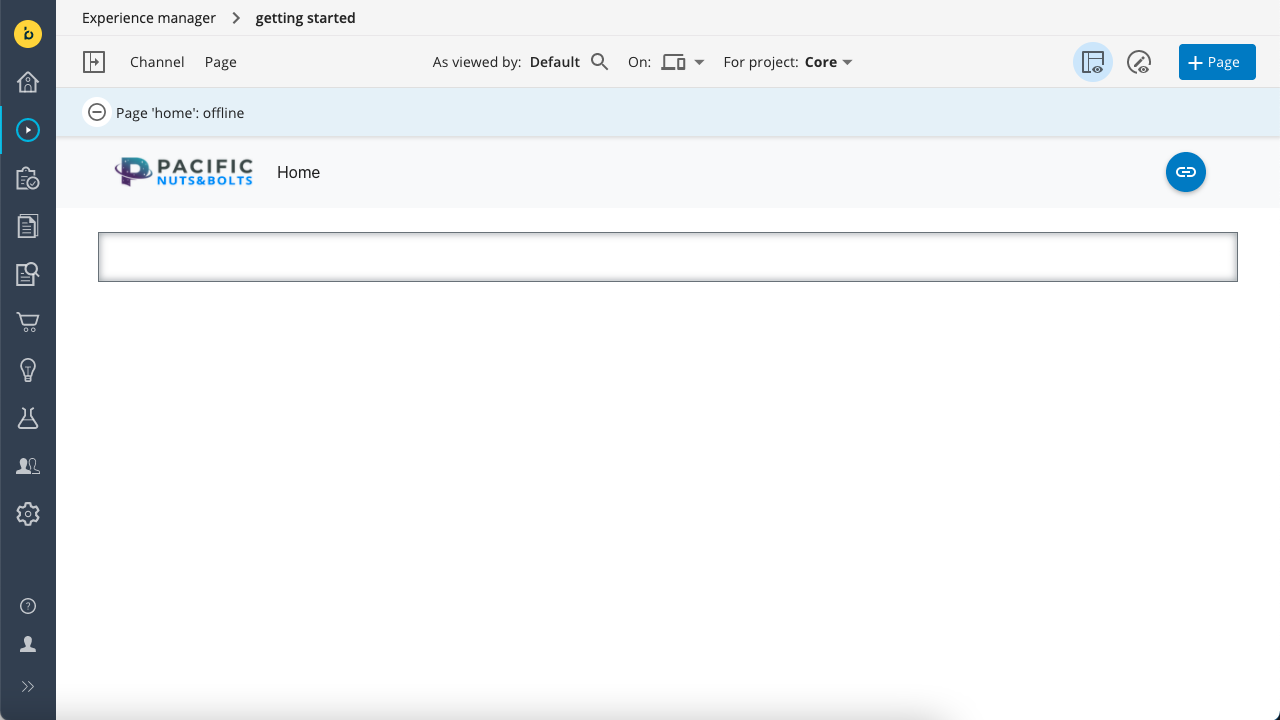 Experience manager getting started
Channel Page As viewed by: Default On: For project: Core + Page
Page 'home': offline
PACIFIC
NUTS&BOLTS
Home